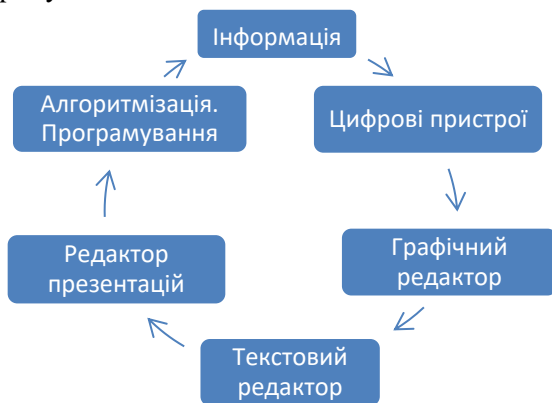 Інформація
Цифрові пристрої
Графічний
редактор
Текстовий
редактор
Редактор
презентацій
Алгоритмізація.
Програмування